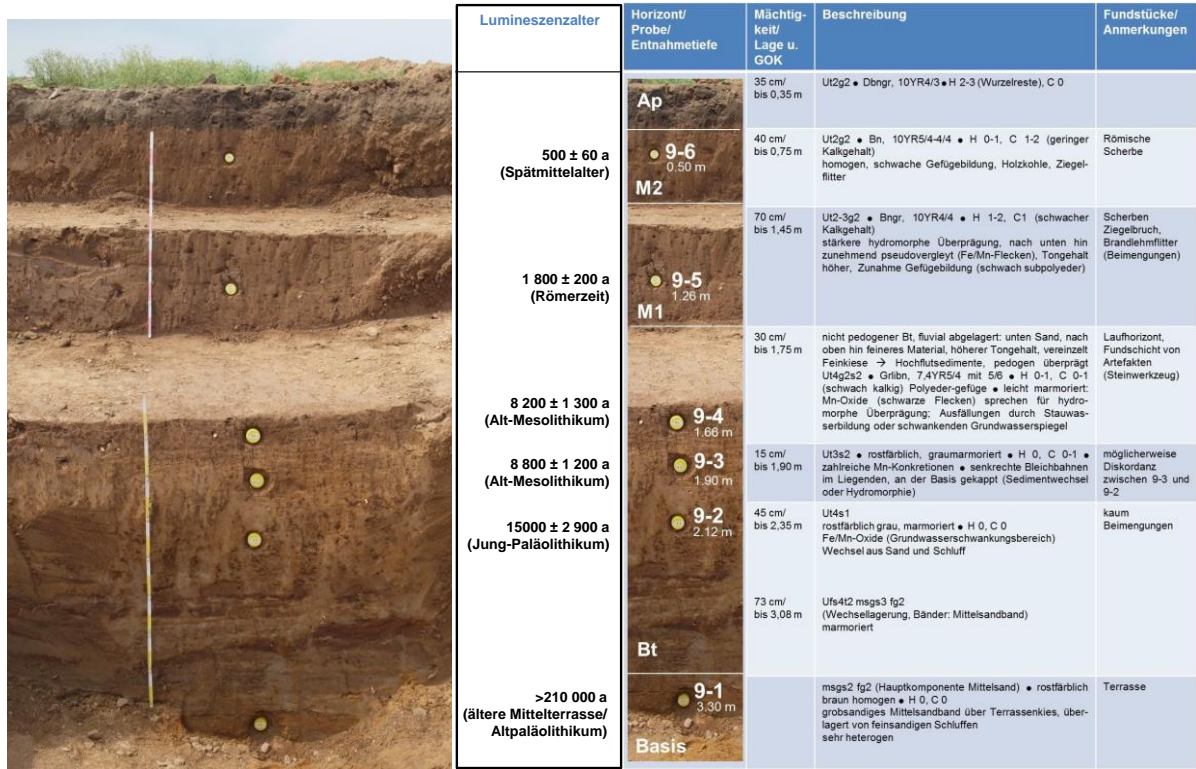 Lumineszenzalter
Horizont/
Probe/
Entnahmetiefe
Mächtig-
keit/
Lage u.
GOK
Beschreibung
Fundstücke/
Anmerkungen
Ap
35 cm/
bis 0,35 m
Ut2g2 ● Dbngr, 10YR4/3 ● H 2-3 (Wurzelreste), C 0
500 ± 60 a
(Spätmittelalter)
9-6
0.50 m
M2
40 cm/
bis 0,75 m
Ut2g2 ● Bn, 10YR5/4-4/4 ● H 0-1, C 1-2 (geringer
Kalkgehalt)
homogen, schwache Gefügebildung, Holzkohle, Ziegel-
flitter
Römische
Scherbe
1 800 ± 200 a
(Römerzeit)
9-5
1.26 m
M1
70 cm/
bis 1,45 m
Ut2-3g2 ● Bngr, 10YR4/4 ● H 1-2, C1 (schwacher
Kalkgehalt)
stärkere hydromorphe Überprägung, nach unten hin
zunehmend pseudovergleyt (Fe/Mn-Flecken), Tongehalt
höher, Zunahme Gefügebildung (schwach subpolyeder)
Scherben
Ziegelbruch,
Brandlehmflitter
(Beimengungen)
8 200 ± 1 300 a
(Alt-Mesolithikum)
9-4
1.66 m
30 cm/
bis 1,75 m
nicht pedogener Bt, fluvial abgelagert: unten Sand, nach
oben hin feineres Material, höherer Tongehalt, vereinzelt
Feinkiese → Hochflutsedimente, pedogen überprägt
Ut4g2s2 ● Grlibn, 7,4YR5/4 mit 5/6 ● H 0-1, C 0-1
(schwach kalkig) Polyeder-gefüge ● leicht marmoriert:
Mn-Oxide (schwarze Flecken) sprechen für hydro-
morphe Überprägung; Ausfällungen durch Stauwas-
serbildung oder schwankenden Grundwasserspiegel
Laufhorizont,
Fundschicht von
Artefakten
(Steinwerkzeug)
8 800 ± 1 200 a
(Alt-Mesolithikum)
9-3
1.90 m
15 cm/
bis 1,90 m
Ut3s2 ● rostfärblich, graumarmoriert ● H 0, C 0-1 ●
zahlreiche Mn-Konkretionen ● senkrechte Bleichbahnen
im Liegenden, an der Basis gekappt (Sedimentwechsel
oder Hydromorphie)
möglicherweise
Diskordanz
zwischen 9-3 und
9-2
15000 ± 2 900 a
(Jung-Paläolithikum)
9-2
2.12 m
45 cm/
bis 2,35 m
Ut4s1
rostfärblich grau, marmoriert ● H 0, C 0
Fe/Mn-Oxide (Grundwasserschwankungsbereich)
Wechsel aus Sand und Schluff
kaum
Beimengungen
Bt
73 cm/
bis 3,08 m
Ufs4t2 msgs3 fg2
(Wechsellagerung, Bänder: Mittelsandband)
marmoriert
>210 000 a
(ältere Mittelterrasse/
Altpaläolithikum)
9-1
3.30 m
Basis
msgs2 fg2 (Hauptkomponente Mittelsand) ● rostfärblich
braun homogen ● H 0, C 0
grobsandiges Mittelsandband über Terrassenkies, über-
lagert von feinsandigen Schluffen
sehr heterogen
Terrasse